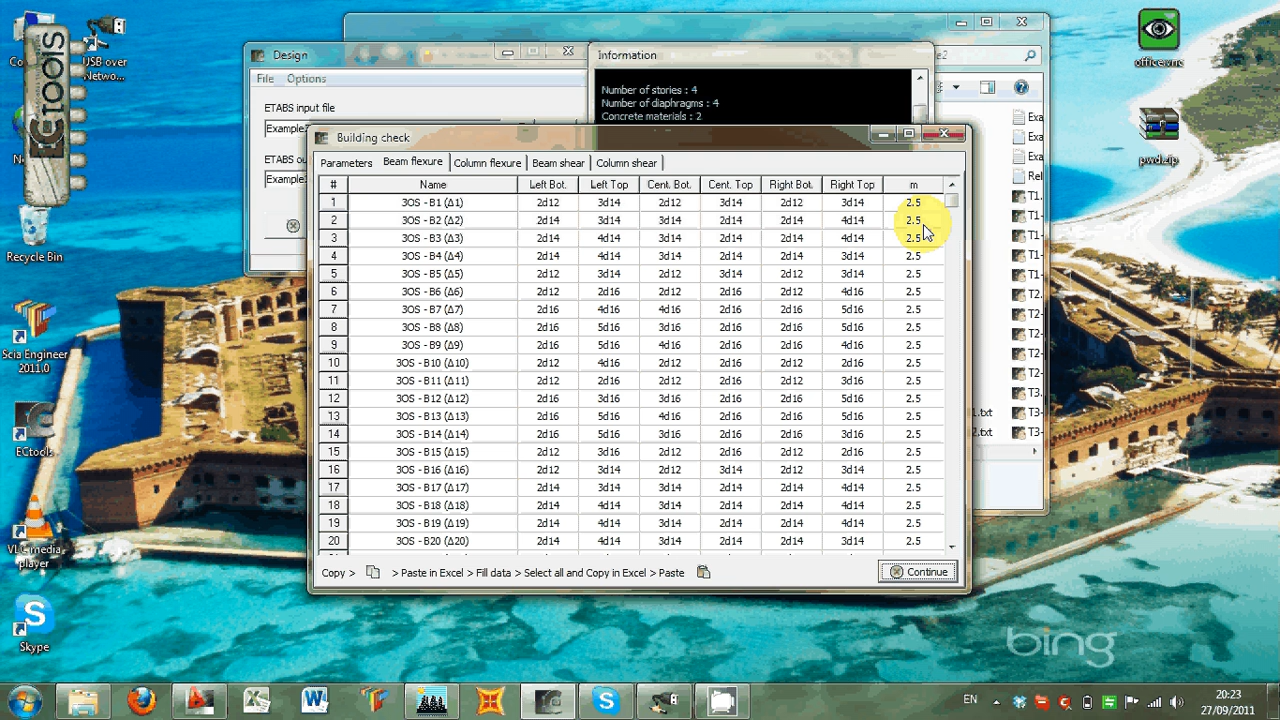 ECtools
USB over
Netwo...
Recycle Bin
Scia Engineer
2011.0
ECtools
VLC media
player
Skype
office.vnc
pwd.zip
Design
File Options
ETABS input file
Information
Number of stories : 4
Number of diaphragms : 4
Concrete materials : 2
Building check
Parameters Beam flexure Column flexure Beam shear Column shear
# Name Left Bot. Left Top Cent. Bot. Cent. Top Right Bot. Right Top m
1 3OS - B1 (Δ1) 2d12 3d14 2d12 3d14 2d12 3d14 2.5
2 3OS - B2 (Δ2) 2d14 4d14 3d14 2d14 2d14 4d14 2.5
3 3OS - B3 (Δ3) 2d14 4d14 3d14 2d14 2d14 4d14 2.5
4 3OS - B4 (Δ4) 2d14 4d14 3d14 2d14 2d14 4d14 2.5
5 3OS - B5 (Δ5) 2d12 3d14 2d12 3d14 2d12 3d14 2.5
6 3OS - B6 (Δ6) 2d12 2d16 2d12 4d16 2d12 4d16 2.5
7 3OS - B7 (Δ7) 2d16 4d16 4d16 2d16 2d16 5d16 2.5
8 3OS - B8 (Δ8) 2d16 5d16 3d16 2d16 2d16 5d16 2.5
9 3OS - B9 (Δ9) 2d16 5d16 3d16 2d16 2d16 4d16 2.5
10 3OS - B10 (Δ10) 2d12 4d16 2d12 4d16 2d12 2d16 2.5
11 3OS - B11 (Δ11) 2d12 2d16 2d12 3d16 2d12 3d16 2.5
12 3OS - B12 (Δ12) 2d16 3d16 3d16 2d16 2d16 5d16 2.5
13 3OS - B13 (Δ13) 2d16 5d16 4d16 2d16 2d16 5d16 2.5
14 3OS - B14 (Δ14) 2d16 5d16 3d16 2d16 2d16 3d16 2.5
15 3OS - B15 (Δ15) 2d12 3d16 2d12 3d16 2d12 2d16 2.5
16 3OS - B16 (Δ16) 2d12 3d14 2d12 3d14 2d12 3d14 2.5
17 3OS - B17 (Δ17) 2d14 3d14 3d14 2d14 2d14 4d14 2.5
18 3OS - B18 (Δ18) 2d14 4d14 3d14 2d14 2d14 4d14 2.5
19 3OS - B19 (Δ19) 2d14 4d14 3d14 2d14 2d14 3d14 2.5
20 3OS - B20 (Δ20) 2d14 4d14 3d14 2d14 2d14 4d14 2.5
Copy > > Paste in Excel > Fill data > Select all and Copy in Excel > Paste
Continue
bing
EN
20:23
27/09/2011